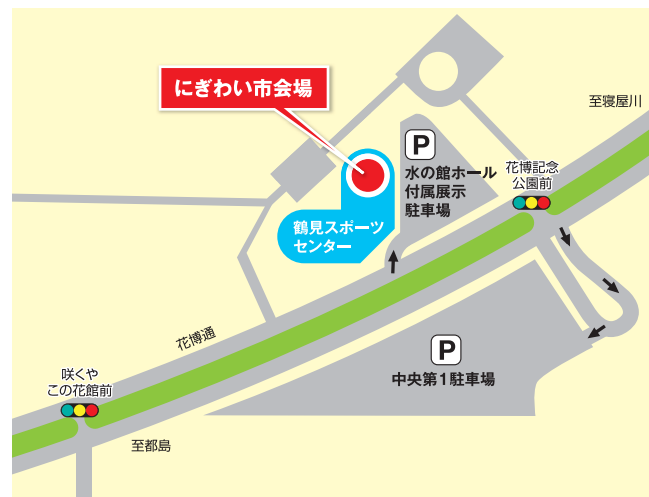 にぎわい市会場
至寝屋川
P
水の館ホール
付属展示
駐車場
花博記念
公園前
鶴見スポーツ
センター
花博通
P
中央第1駐車場
咲くや
この花館前
至都島